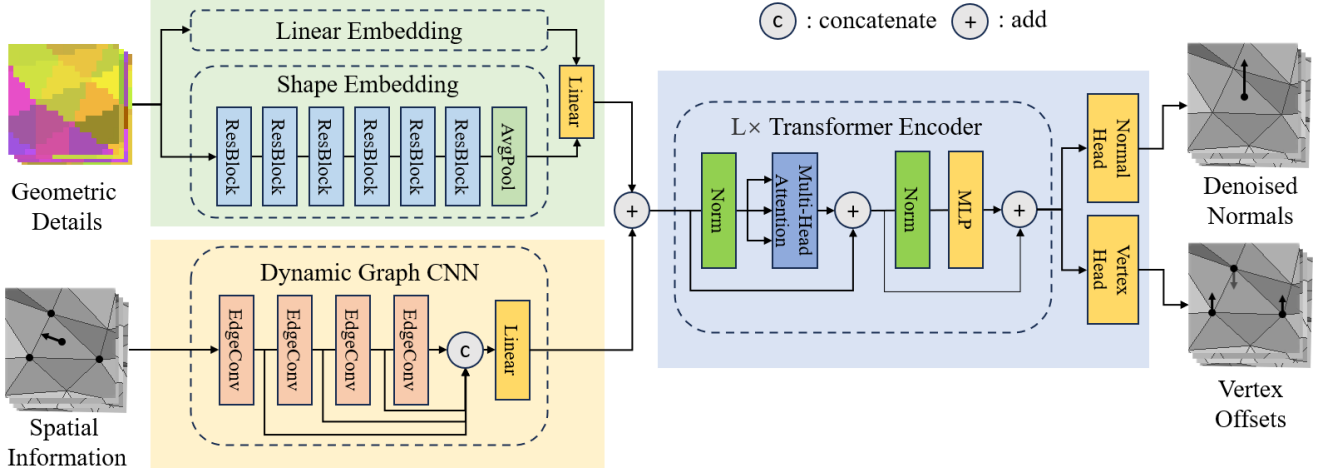 c : concatenate + : add
Linear Embedding
Shape Embedding
ResBlock
ResBlock
ResBlock
ResBlock
ResBlock
ResBlock
AvgPool
Linear
Geometric
Details
+
Dynamic Graph CNN
EdgeConv
EdgeConv
EdgeConv
EdgeConv
c
Linear
Spatial
Information
L× Transformer Encoder
Norm
Multi-Head
Attention
+
Norm
MLP
+
Normal
Head
Vertex
Head
Denoised
Normals
Vertex
Offsets